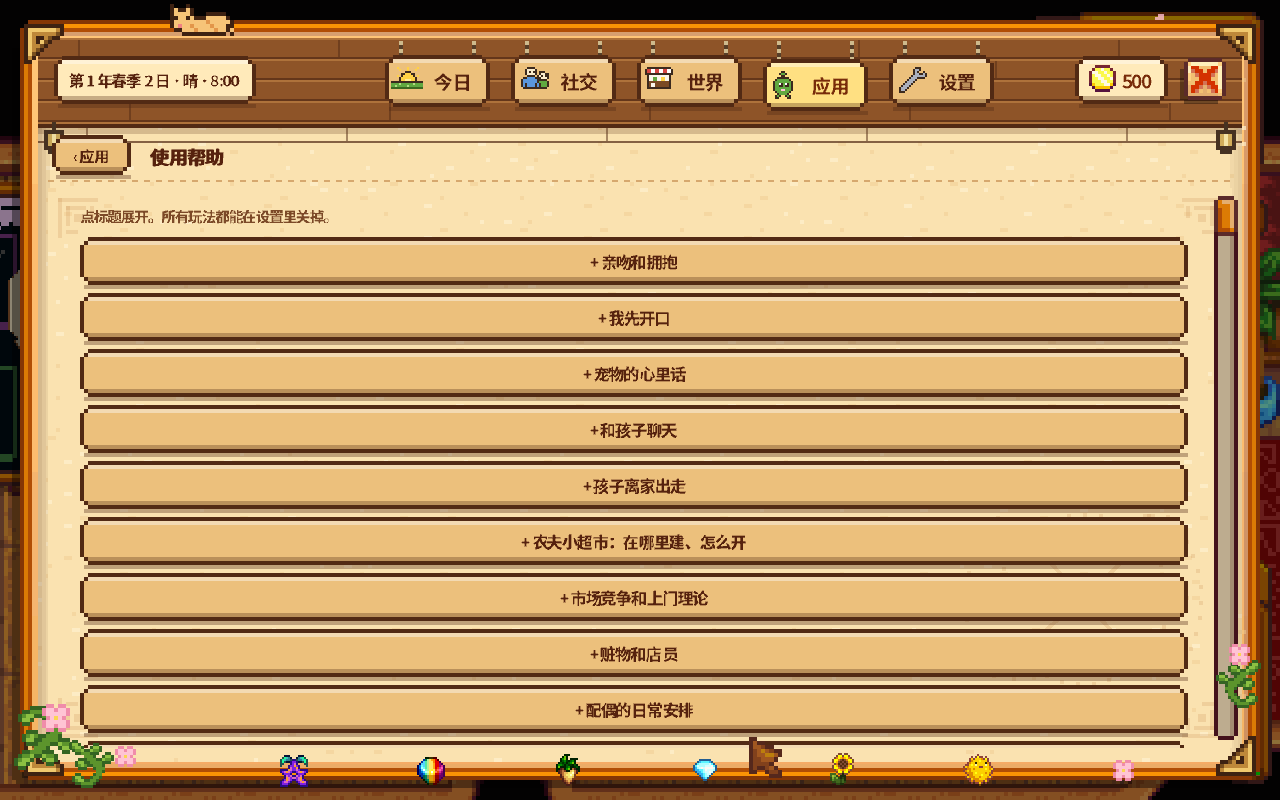 第1年春季2日·晴·8:00
今日
社交
世界
应用
设置
500
‹应用
使用帮助
点标题展开。所有玩法都能在设置里关掉。
+ 亲吻和拥抱
+ 我先开口
+ 宠物的心里话
+ 和孩子聊天
+ 孩子离家出走
+ 农夫小超市：在哪里建、怎么开
+ 市场竞争和上门理论
+ 赃物和店员
+ 配偶的日常安排